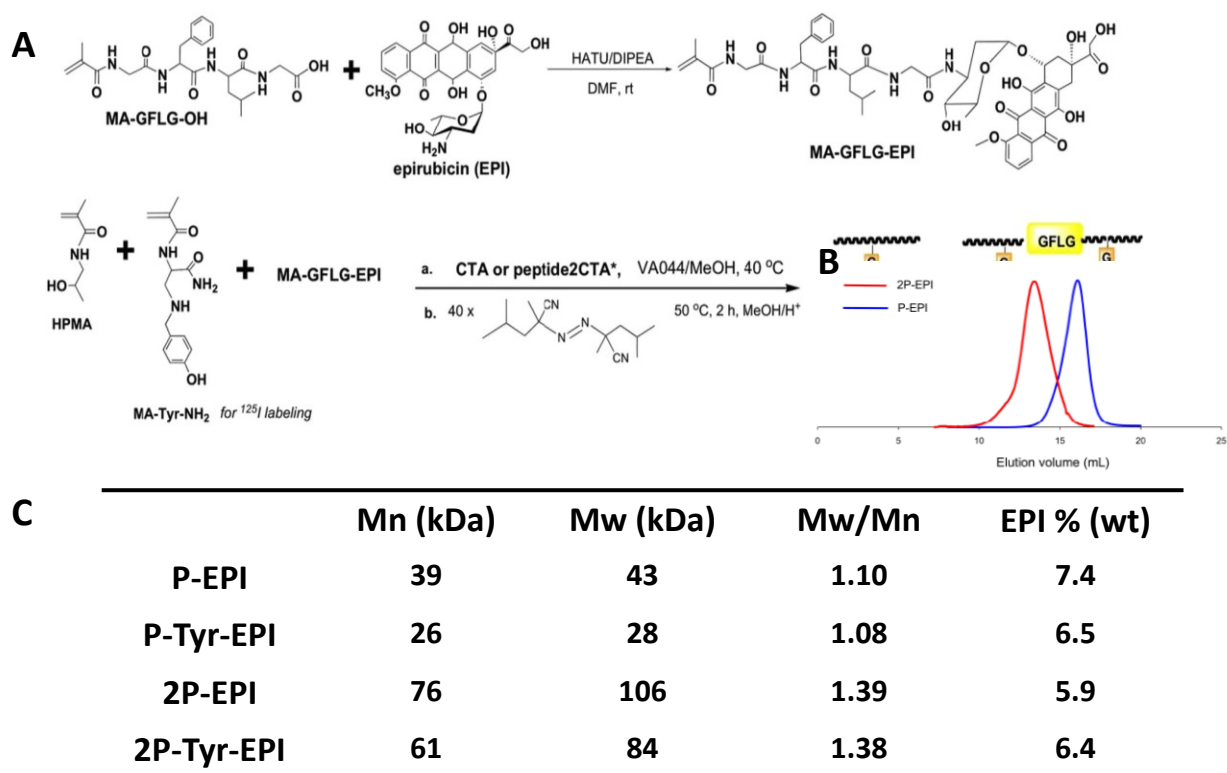 A
HATU/DIPEA
DMF, rt
MA-GFLG-OH
epirubicin (EPI)
MA-GFLG-EPI
HPMA
MA-Tyr-NH2 for 125I labeling
MA-GFLG-EPI
a. CTA or peptide2CTA*, VA044/MeOH, 40 °C
b. 40 x
50 °C, 2 h, MeOH/H+
GFLG
B
2P-EPI
P-EPI
0 5 10 15 20 25
Elution volume (mL)
C
Mn (kDa) Mw (kDa) Mw/Mn EPI % (wt)
P-EPI 39 43 1.10 7.4
P-Tyr-EPI 26 28 1.08 6.5
2P-EPI 76 106 1.39 5.9
2P-Tyr-EPI 61 84 1.38 6.4